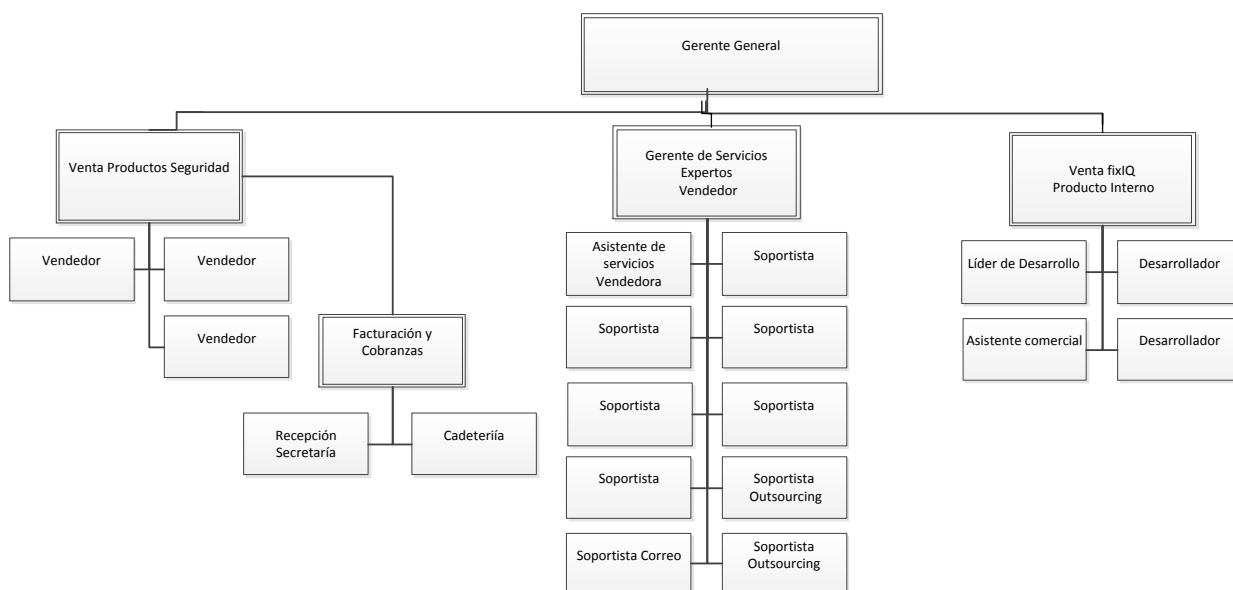 Gerente General
Venta Productos Seguridad
Gerente de Servicios
Expertos
Vendedor
Venta fixIQ
Producto Interno
Vendedor
Vendedor
Vendedor
Facturación y
Cobranzas
Recepción
Secretaría
Cadeteriía
Asistente de
servicios
Vendedora
Soportista
Soportista
Soportista
Soportista
Soportista
Soportista
Soportista
Outsourcing
Soportista Correo
Soportista
Outsourcing
Líder de Desarrollo
Desarrollador
Asistente comercial
Desarrollador